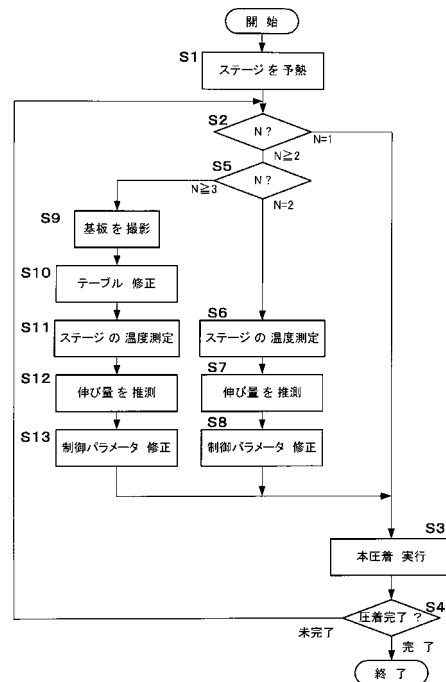 開 始
S1
ステージを 予熱
S2
N ?
N=1
N≧2
S5
N ?
N≧3
N=2
S9
基板 を 撮影
S10
テーブル 修正
S11
ステージ の 温度測定
S12
伸び量 を 推測
S13
制御パラメータ 修正
S6
ステージ の 温度測定
S7
伸び量 を 推測
S8
制御パラメータ 修正
S3
本圧着 実行
S4
圧着完了 ?
未完了
完 了
終 了